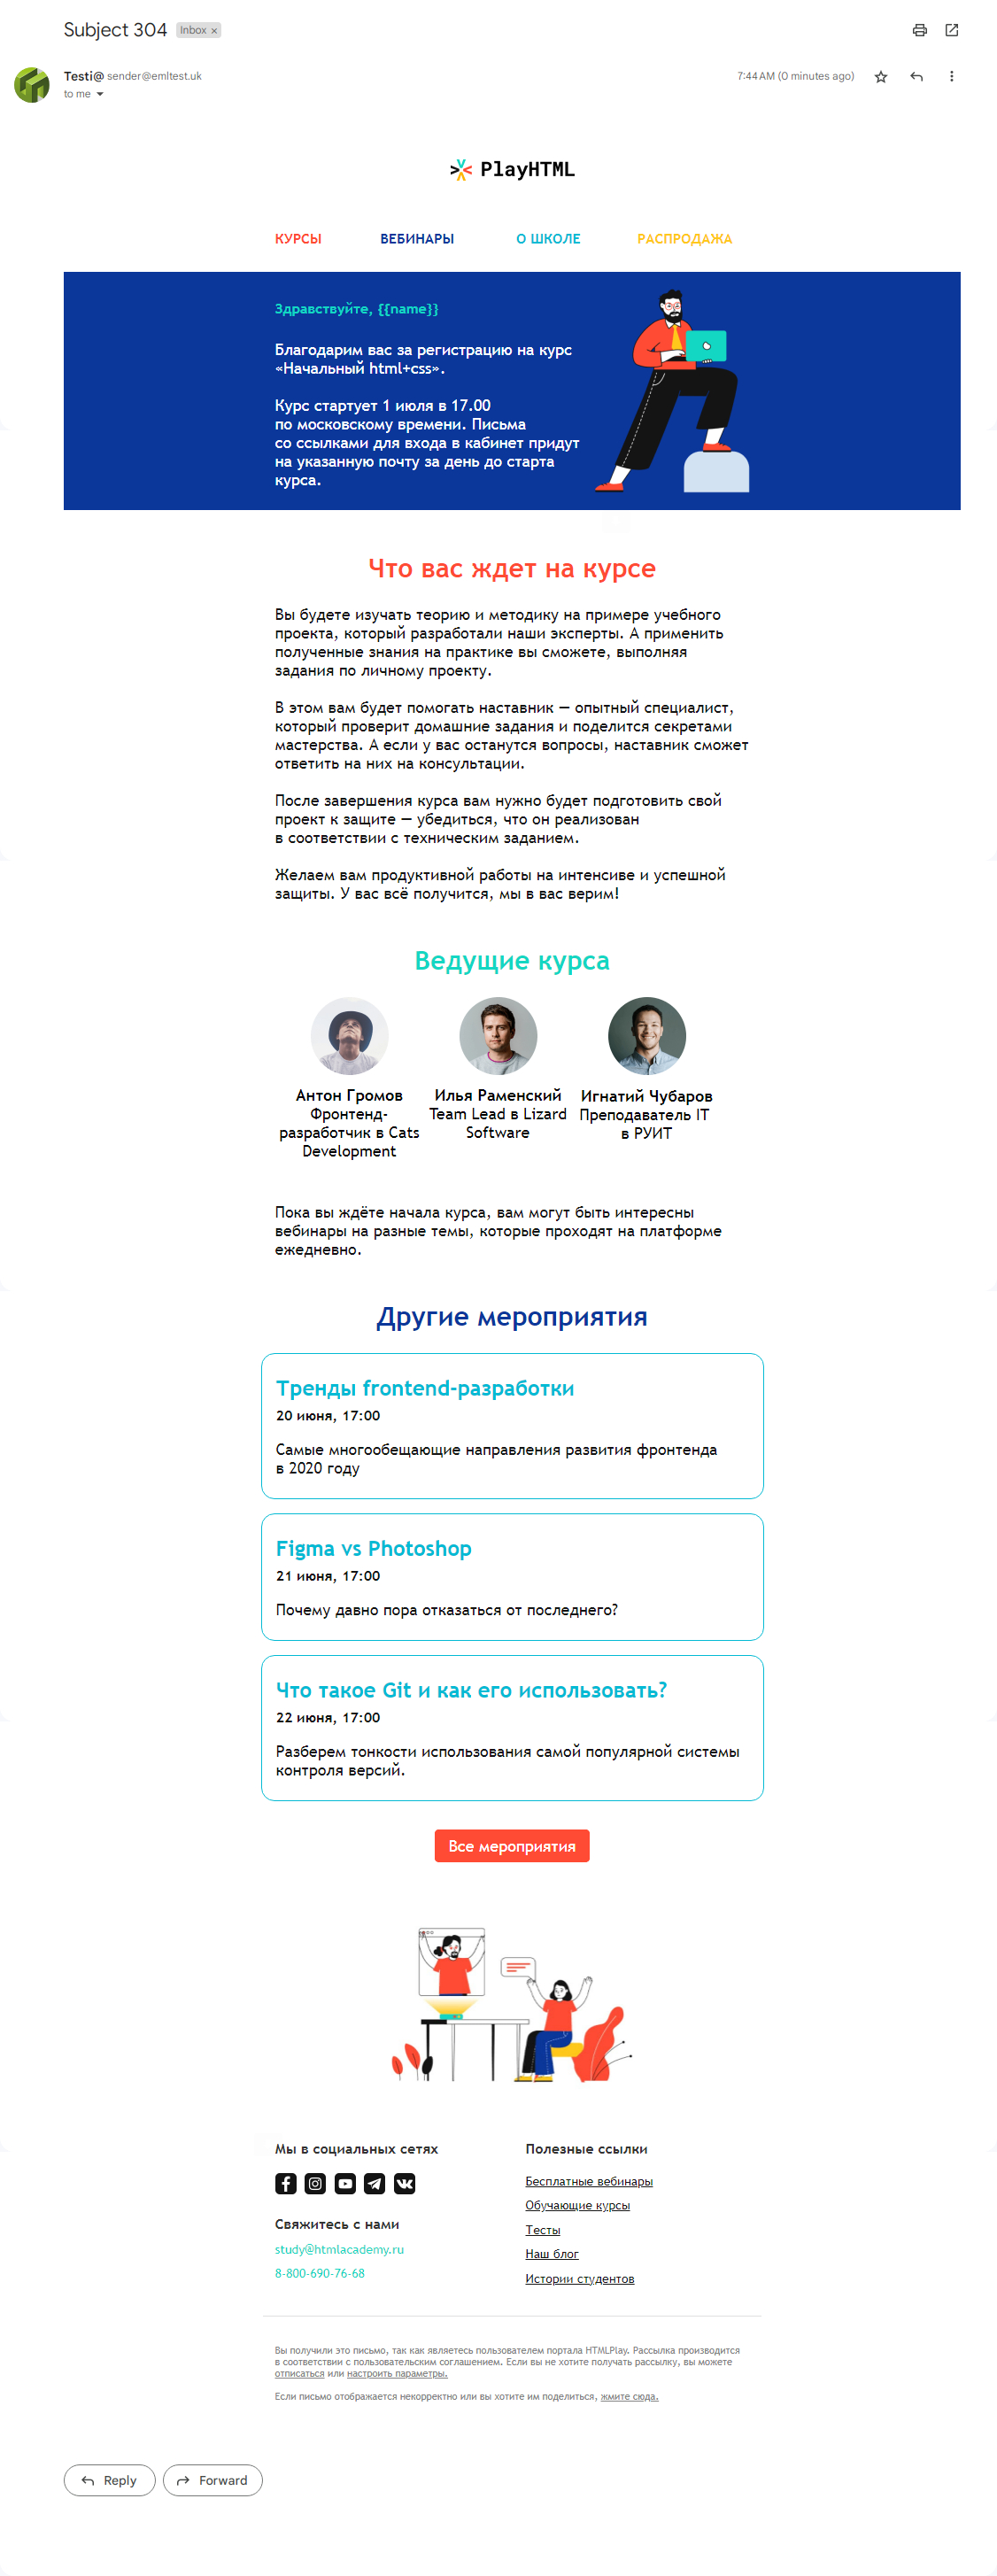 Subject 304 Inbox ×
Testi@ sender@emltest.uk 7:44 AM (0 minutes ago)
to me
PlayHTML
КУРСЫ ВЕБИНАРЫ О ШКОЛЕ РАСПРОДАЖА
Здравствуйте, {{name}}
Благодарим вас за регистрацию на курс
«Начальный html+css».
Курс стартует 1 июля в 17.00
по московскому времени. Письма
со ссылками для входа в кабинет придут
на указанную почту за день до старта
курса.
Что вас ждет на курсе
Вы будете изучать теорию и методику на примере учебного
проекта, который разработали наши эксперты. А применить
полученные знания на практике вы сможете, выполняя
задания по личному проекту.
В этом вам будет помогать наставник — опытный специалист,
который проверит домашние задания и поделится секретами
мастерства. А если у вас останутся вопросы, наставник сможет
ответить на них на консультации.
После завершения курса вам нужно будет подготовить свой
проект к защите — убедиться, что он реализован
в соответствии с техническим заданием.
Желаем вам продуктивной работы на интенсиве и успешной
защиты. У вас всё получится, мы в вас верим!
Ведущие курса
Антон Громов
Фронтенд-
разработчик в Cats
Development
Илья Раменский
Team Lead в Lizard
Software
Игнатий Чубаров
Преподаватель IT
в РУИТ
Пока вы ждёте начала курса, вам могут быть интересны
вебинары на разные темы, которые проходят на платформе
ежедневно.
Другие мероприятия
Тренды frontend-разработки
20 июня, 17:00
Самые многообещающие направления развития фронтенда
в 2020 году
Figma vs Photoshop
21 июня, 17:00
Почему давно пора отказаться от последнего?
Что такое Git и как его использовать?
22 июня, 17:00
Разберем тонкости использования самой популярной системы
контроля версий.
Все мероприятия
Мы в социальных сетях
Свяжитесь с нами
study@htmlacademy.ru
8-800-690-76-68
Полезные ссылки
Бесплатные вебинары
Обучающие курсы
Тесты
Наш блог
Истории студентов
Вы получили это письмо, так как являетесь пользователем портала HTMLPlay. Рассылка производится
в соответствии с пользовательским соглашением. Если вы не хотите получать рассылку, вы можете
отписаться или настроить параметры.
Если письмо отображается некорректно или вы хотите им поделиться, жмите сюда.
Reply Forward